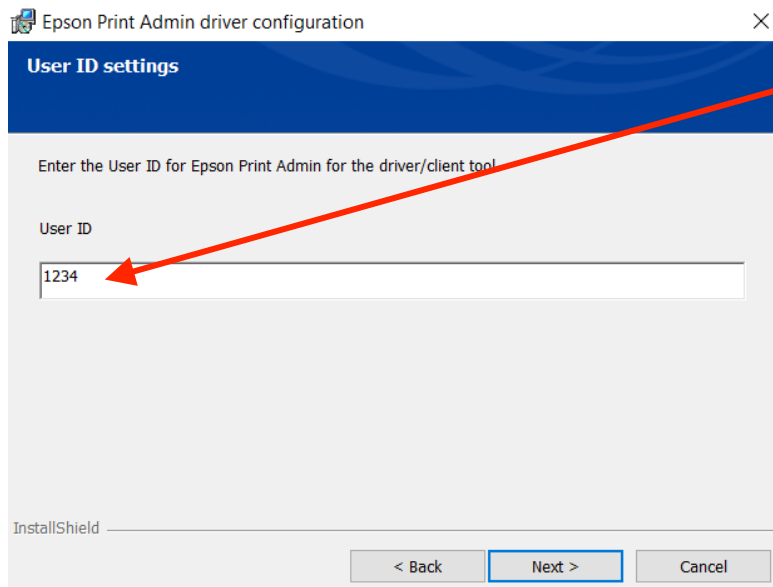 Epson Print Admin driver configuration
User ID settings
Enter the User ID for Epson Print Admin for the driver/client tool
User ID
1234
InstallShield
< Back Next > Cancel